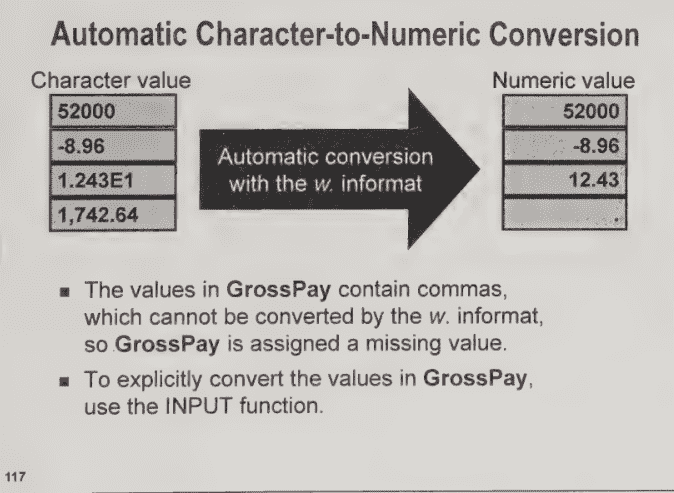 Automatic Character-to-Numeric Conversion
Character value
Numeric value
52000
-8.96
1.243E1
1,742.64
Automatic conversion
with the w. informat
52000
-8.96
12.43
.
■ The values in GrossPay contain commas,
which cannot be converted by the w. informat,
so GrossPay is assigned a missing value.
■ To explicitly convert the values in GrossPay,
use the INPUT function.
117